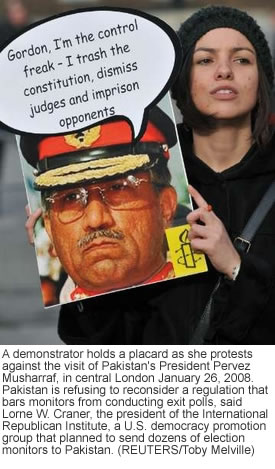 Gordon, I'm the control
freak - I trash the
constitution, dismiss
judges and imprison
opponents
A demonstrator holds a placard as she protests
against the visit of Pakistan's President Pervez
Musharraf, in central London January 26, 2008.
Pakistan is refusing to reconsider a regulation that
bars monitors from conducting exit polls, said
Lorne W. Craner, the president of the International
Republican Institute, a U.S. democracy promotion
group that planned to send dozens of election
monitors to Pakistan. (REUTERS/Toby Melville)